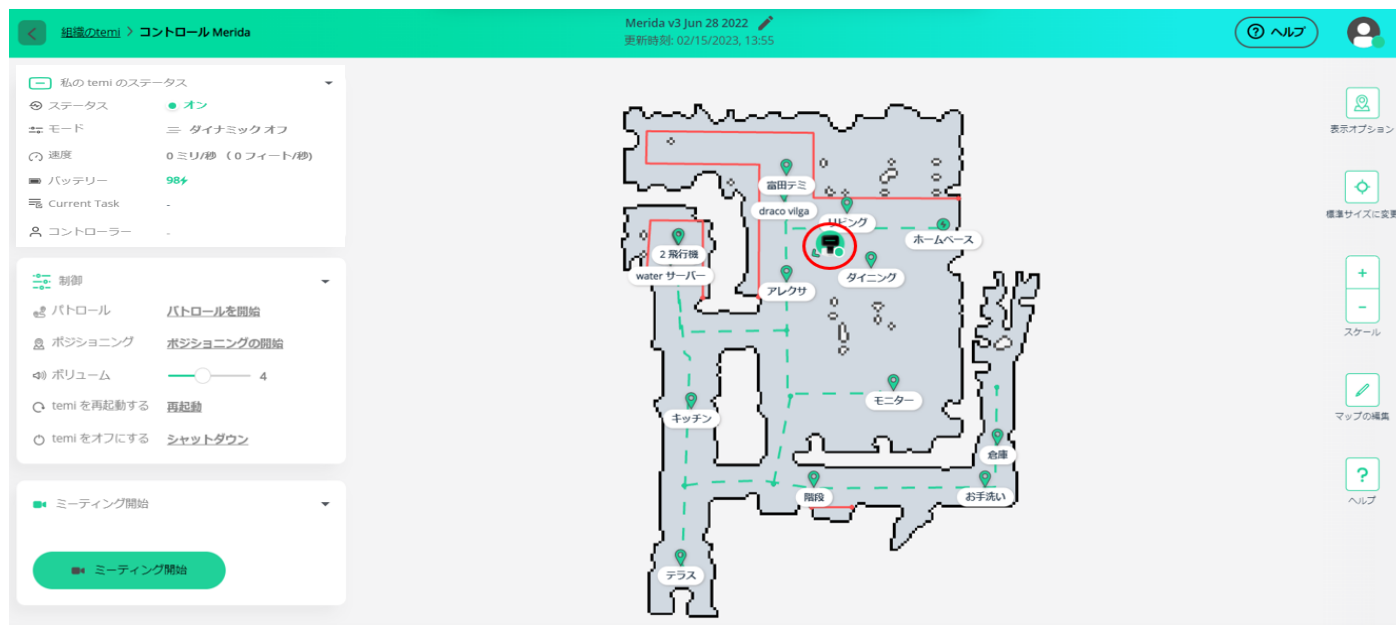 組織のtemi > コントロール Merida
Merida v3 Jun 28 2022
更新時刻: 02/15/2023, 13:55
ヘルプ
私の temi のステータス
ステータス オン
モード ダイナミック オフ
速度 0 ミリ/秒 ( 0 フィート/秒)
バッテリー 98
Current Task -
コントローラー -
制御
パトロール パトロールを開始
ポジショニング ポジショニングの開始
ボリューム 4
temi を再起動する 再起動
temi をオフにする シャットダウン
ミーティング開始
ミーティング開始
富田テミ
draco vilga
リビング
ホームベース
2 飛行機
water サーバー
アレクサ
ダイニング
モニター
キッチン
倉庫
階段
お手洗い
テラス
表示オプション
標準サイズに変更
+
-
スケール
マップの編集
?
ヘルプ